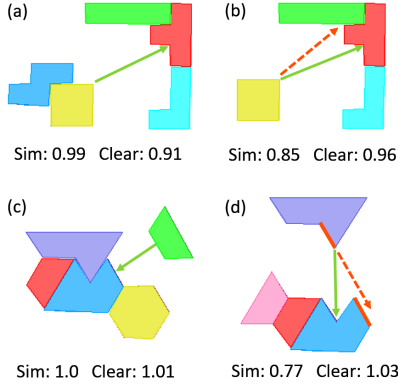 (a)
(b)
Sim: 0.99 Clear: 0.91
Sim: 0.85 Clear: 0.96
(c)
(d)
Sim: 1.0 Clear: 1.01
Sim: 0.77 Clear: 1.03